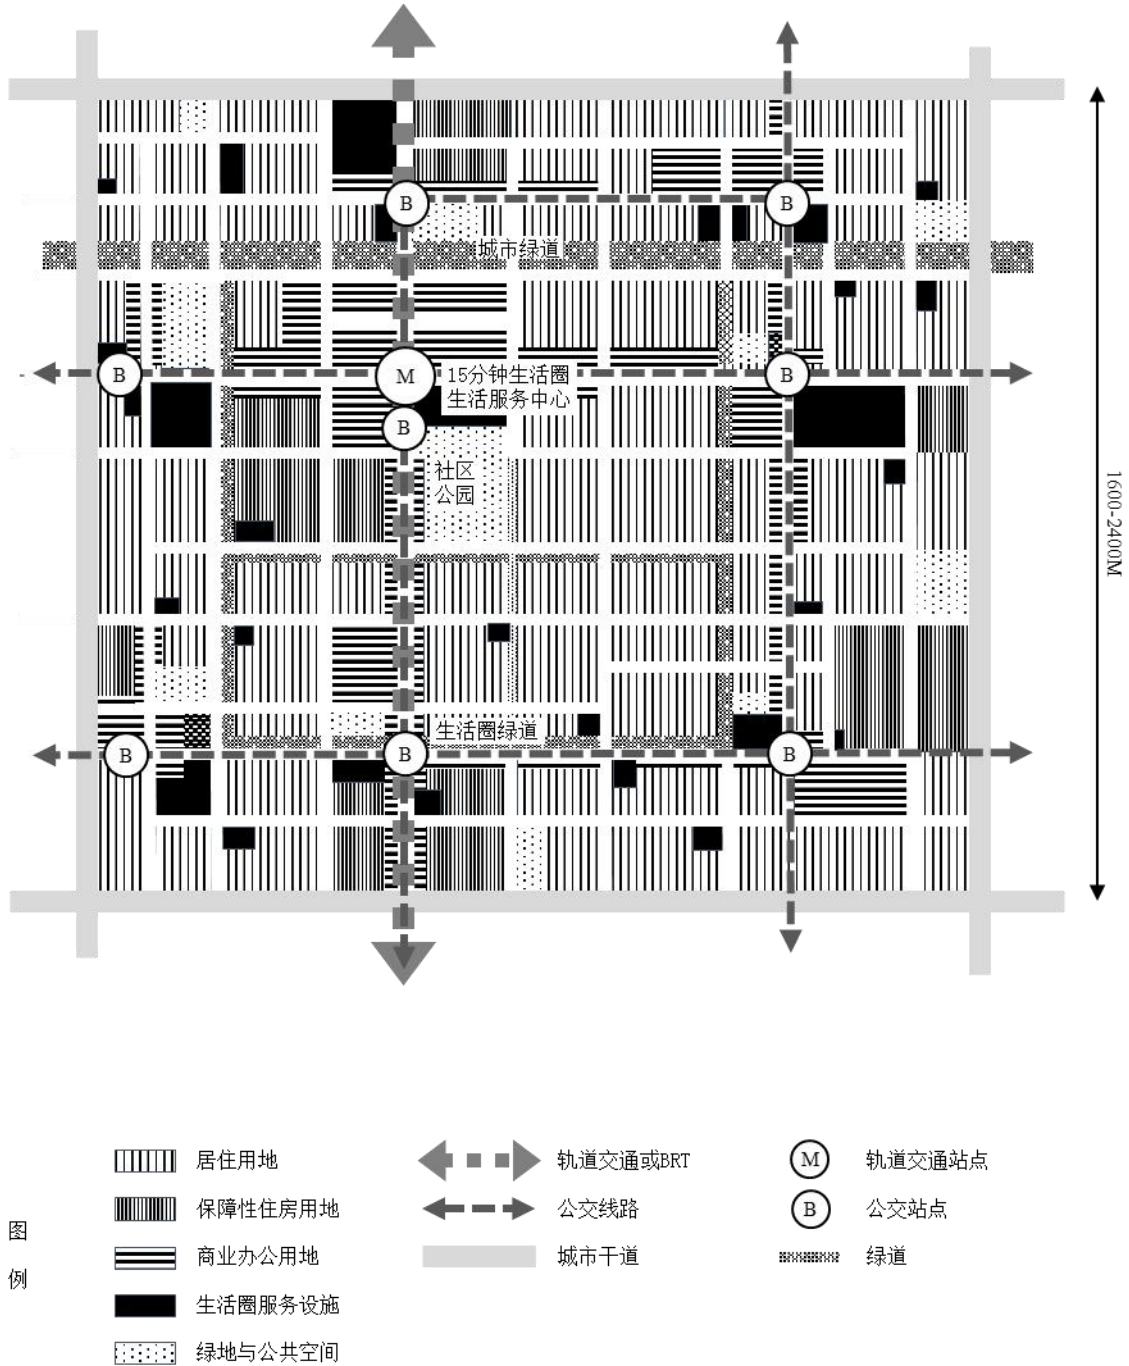 B
B
城市绿道
B
M
15分钟生活圈
生活服务中心
B
B
社区
公园
1600-2400M
生活圈绿道
B
B
B
图
例
居住用地
轨道交通或BRT
M
轨道交通站点
保障性住房用地
公交线路
B
公交站点
商业办公用地
城市干道
绿道
生活圈服务设施
绿地与公共空间